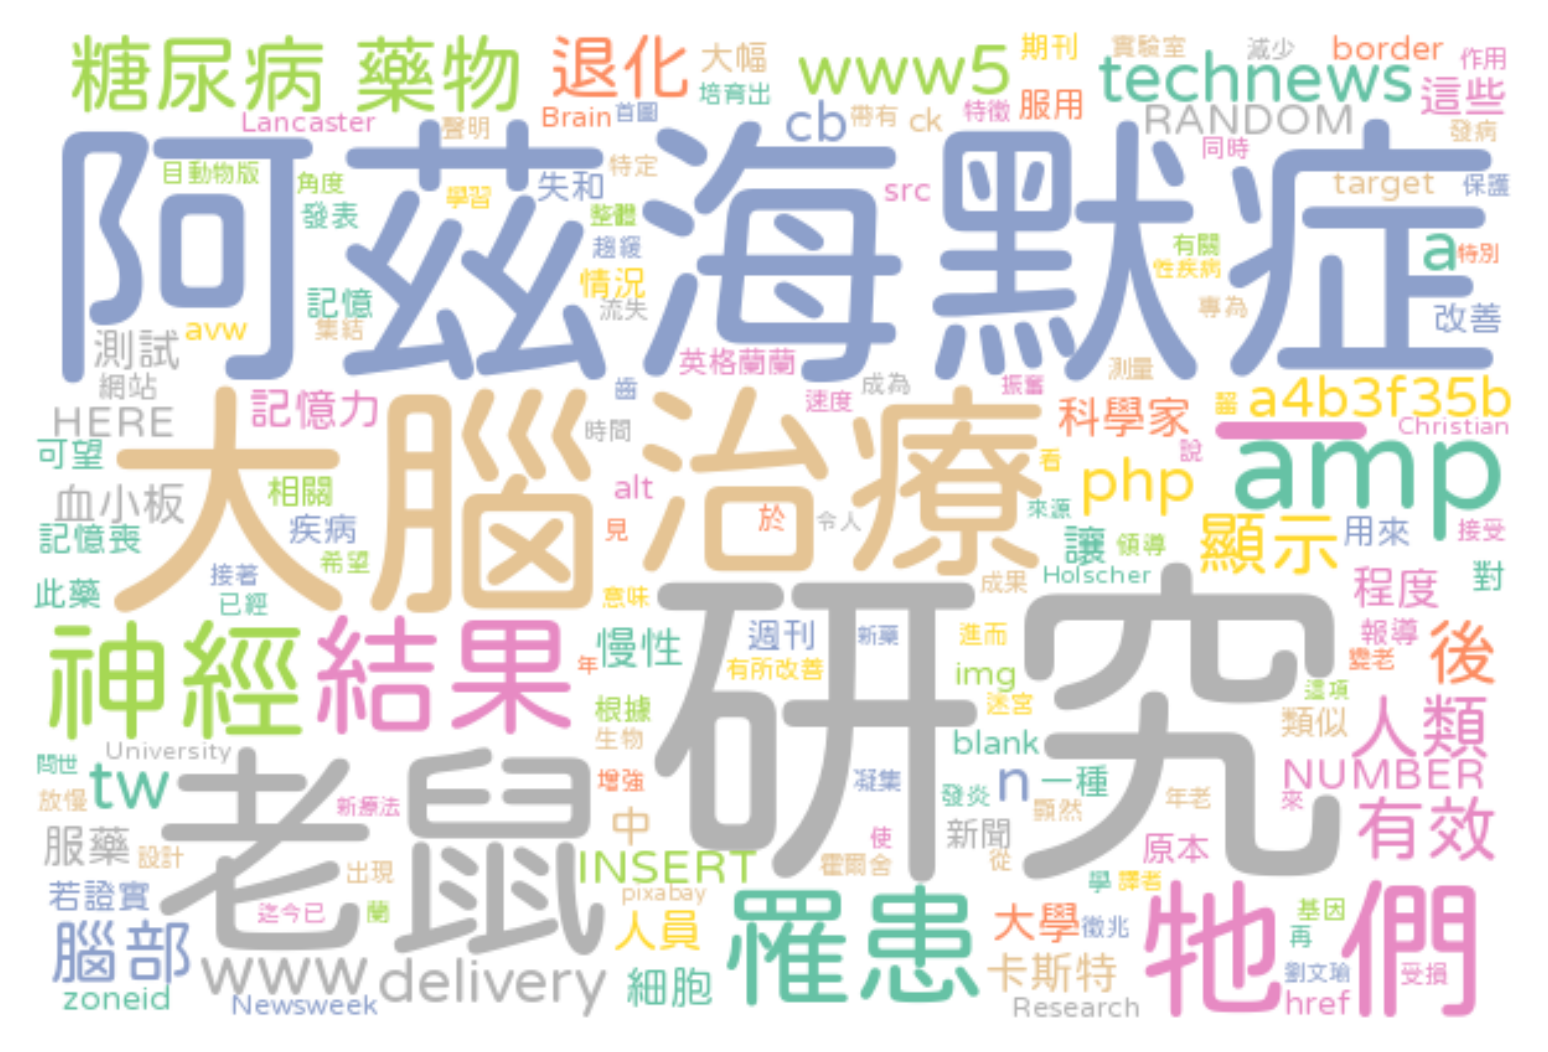 糖尿病 藥物 退化 大幅 www5 期刊 實驗室 減少 border 作用
培育出 technews 這些
Lancaster 聲明 Brain 首圖 cb 帶有 ck 特徵 服用 RANDOM 發病
阿茲海默症
目動物版 角度 學習 失和 特定 src 同時 target 保護
發表 整體 趨緩 有關 a 特別
記憶 情況 流失 性疾病 專為 改善
測試 avw 集結 英格蘭蘭 測量
網站 齒 成為 振奮
HERE 記憶力 時間 速度 科學家 a4b3f35b
Christian
大腦治療
可望 看 說 amp
血小板 相關 alt php
記憶喪 疾病 見 於 令人 來源 讓 領導 顯示 用來 接受
此藥 接著 希望 成果 Holscher 程度 對
已經 意味
研究
神經 結果 年 慢性 週刊 新藥 進而 報導 後
有所改善 img 變老
根據 迷宮 這項
University 生物 blank 類似 人類
問世 tw 老鼠 增強 凝集 n 一種 NUMBER
放慢 新療法 中 發炎 顯然 年老 來 有效
服藥 設計 出現 使 新聞 原本
INSERT 霍爾舍 從
若證實 pixabay 學 譯者
迄今已 蘭 人員 罹患 大學 徵兆 牠們 基因
腦部 再
www delivery 細胞 卡斯特 劉文瑜 受損
zoneid Newsweek Research href